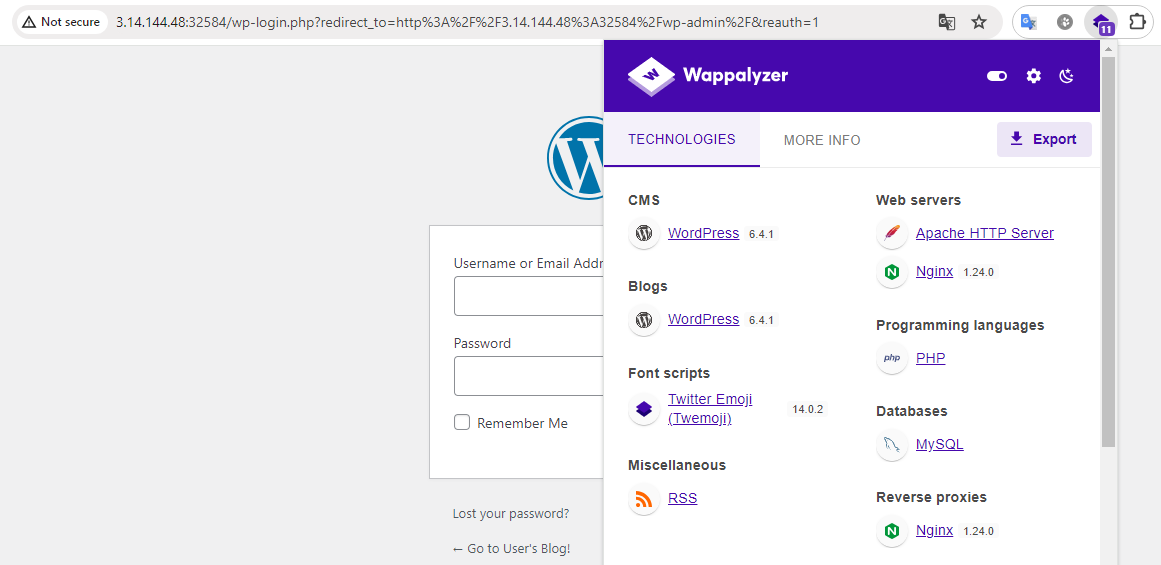 Not secure
3.14.144.48:32584/wp-login.php?redirect_to=http%3A%2F%2F3.14.144.48%3A32584%2Fwp-admin%2F&reauth=1
11
W
Wappalyzer
TECHNOLOGIES
MORE INFO
Export
CMS
WordPress 6.4.1
Blogs
WordPress 6.4.1
Font scripts
Twitter Emoji
(Twemoji)
14.0.2
Miscellaneous
RSS
Web servers
Apache HTTP Server
Nginx 1.24.0
Programming languages
php PHP
Databases
MySQL
Reverse proxies
Nginx 1.24.0
Username or Email Addr
Password
Remember Me
Lost your password?
← Go to User's Blog!